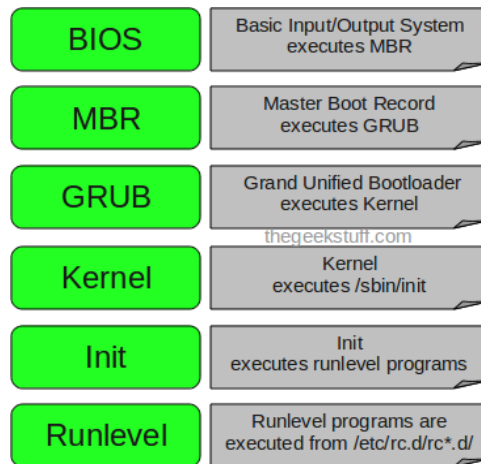 BIOS
Basic Input/Output System
executes MBR
MBR
Master Boot Record
executes GRUB
GRUB
Grand Unified Bootloader
executes Kernel
thegeekstuff.com
Kernel
Kernel
executes /sbin/init
Init
Init
executes runlevel programs
Runlevel
Runlevel programs are
executed from /etc/rc.d/rc*.d/